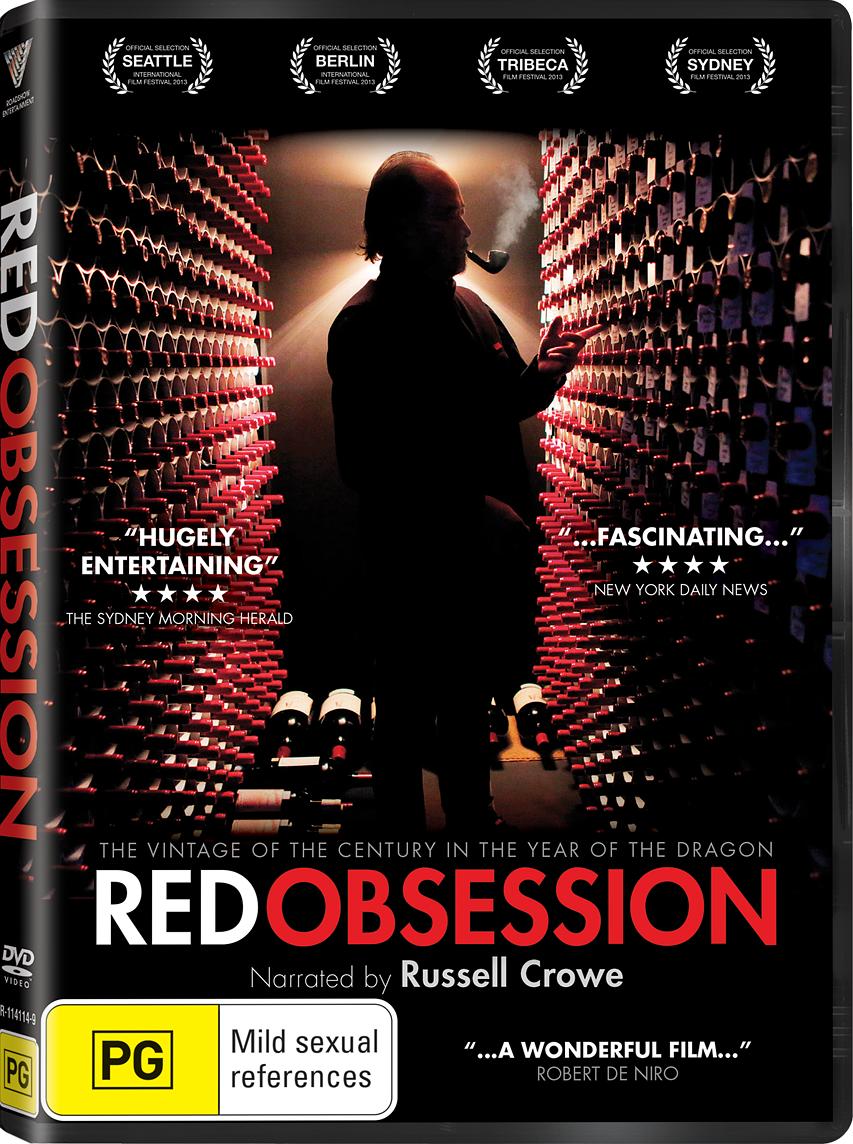 OFFICIAL SELECTION
SEATTLE
INTERNATIONAL
FILM FESTIVAL 2013
OFFICIAL SELECTION
BERLIN
INTERNATIONAL
FILM FESTIVAL 2013
OFFICIAL SELECTION
TRIBECA
FILM FESTIVAL 2013
OFFICIAL SELECTION
SYDNEY
FILM FESTIVAL 2013
ROADSHOW
ENTERTAINMENT
RED OBSESSION
DVD
VIDEO
R-114114-9
PG
“HUGELY
ENTERTAINING”
★★★★
THE SYDNEY MORNING HERALD
“...FASCINATING...”
★★★★
NEW YORK DAILY NEWS
THE VINTAGE OF THE CENTURY IN THE YEAR OF THE DRAGON
RED OBSESSION
Narrated by Russell Crowe
PG
Mild sexual
references
“...A WONDERFUL FILM...”
ROBERT DE NIRO